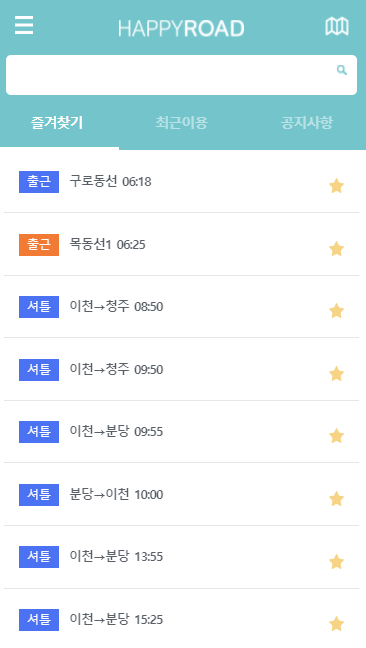 HAPPYROAD
즐겨찾기 최근이용 공지사항
출근 구로동선 06:18
출근 목동선1 06:25
셔틀 이천→청주 08:50
셔틀 이천→청주 09:50
셔틀 이천→분당 09:55
셔틀 분당→이천 10:00
셔틀 이천→분당 13:55
셔틀 이천→분당 15:25